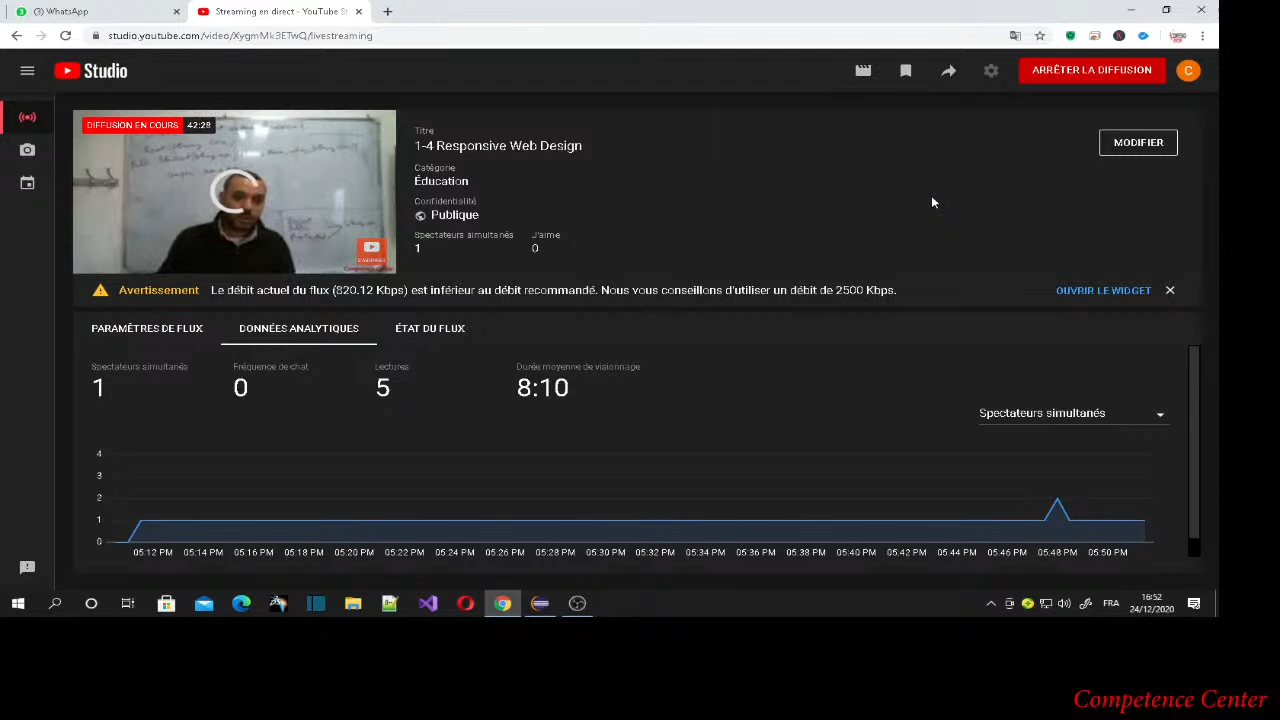 3
WhatsApp
Streaming en direct - YouTube St
studio.youtube.com/video/XygmMk3ETwQ/livestreaming
Studio
ARRÊTER LA DIFFUSION
C
DIFFUSION EN COURS 42:28
Titre
1-4 Responsive Web Design
MODIFIER
Catégorie
Éducation
Confidentialité
Publique
Spectateurs simultanés J'aime
1 0
Avertissement Le débit actuel du flux (820.12 Kbps) est inférieur au débit recommandé. Nous vous conseillons d'utiliser un débit de 2500 Kbps.
OUVRIR LE WIDGET
PARAMÈTRES DE FLUX DONNÉES ANALYTIQUES ÉTAT DU FLUX
Spectateurs simultanés Fréquence de chat Lectures Durée moyenne de visionnage
1 0 5 8:10
Spectateurs simultanés
4
3
2
1
0
05:12 PM 05:14 PM 05:16 PM 05:18 PM 05:20 PM 05:22 PM 05:24 PM 05:26 PM 05:28 PM 05:30 PM 05:32 PM 05:34 PM 05:36 PM 05:38 PM 05:40 PM 05:42 PM 05:44 PM 05:46 PM 05:48 PM 05:50 PM
FRA
16:52
24/12/2020
Competence Center